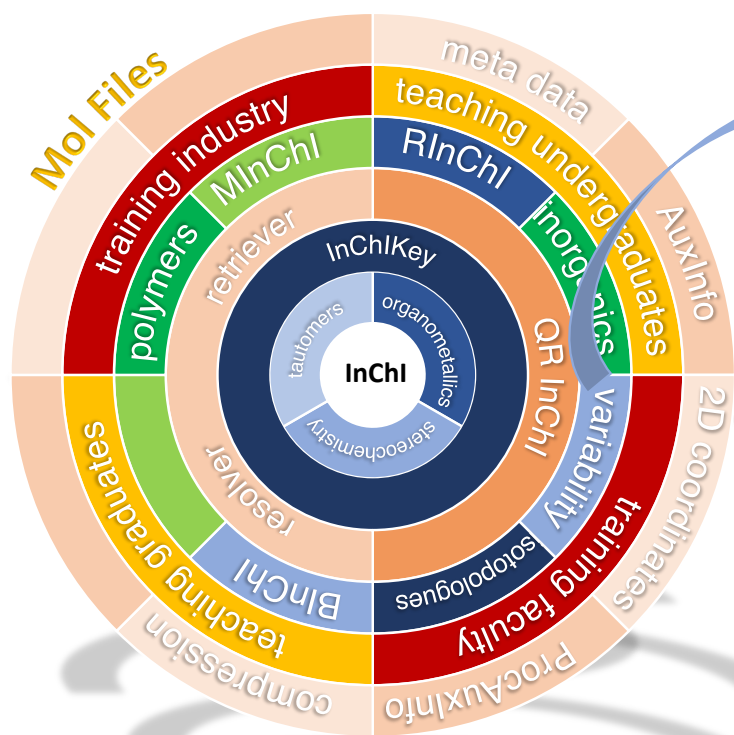 Mol Files
meta data
AuxInfo
2D coordinates
ProcAuxInfo
compression
training industry
teaching undergraduates
training faculty
teaching graduates
MInChI
RInChI
inorganics
variability
sotopologues
BInChI
polymers
retriever
QR InChI
resolver
InChIKey
tautomers
organometallics
stereochemistry
InChI